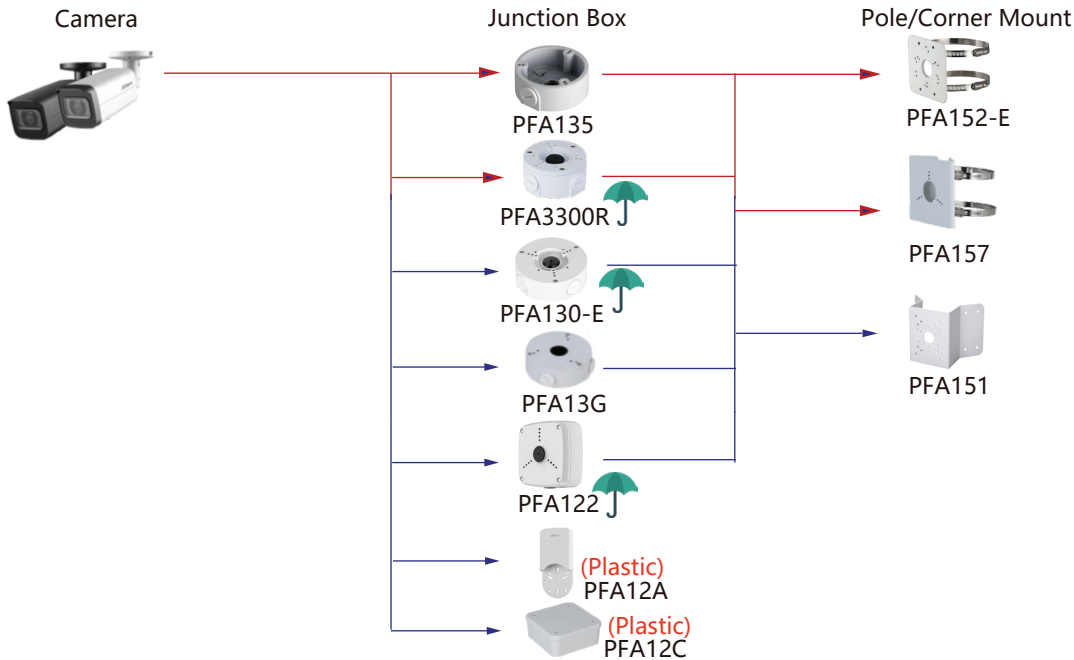 Camera
Junction Box
Pole/Corner Mount
PFA135
PFA152-E
PFA3300R
PFA157
PFA130-E
PFA13G
PFA151
PFA122
(Plastic)
PFA12A
(Plastic)
PFA12C